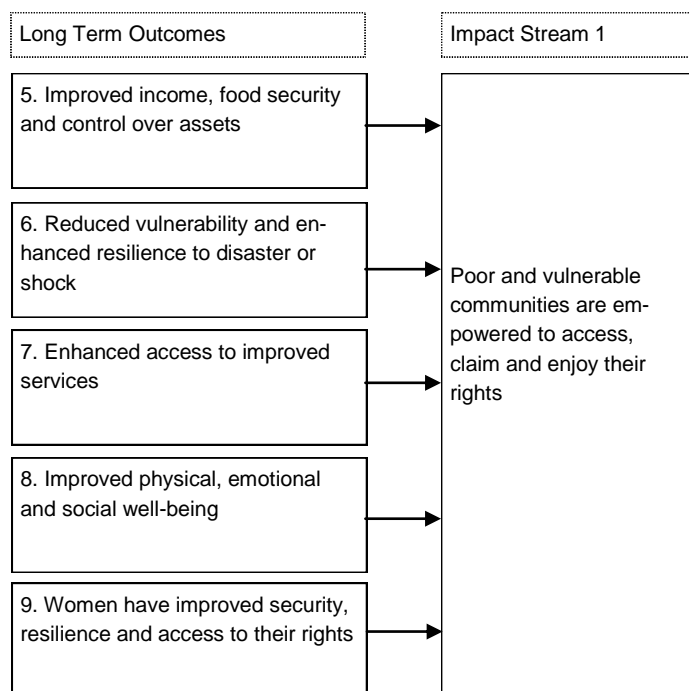 Long Term Outcomes
Impact Stream 1
5. Improved income, food security
and control over assets
6. Reduced vulnerability and en-
hanced resilience to disaster or
shock
7. Enhanced access to improved
services
8. Improved physical, emotional
and social well-being
9. Women have improved security,
resilience and access to their rights
Poor and vulnerable
communities are em-
powered to access,
claim and enjoy their
rights